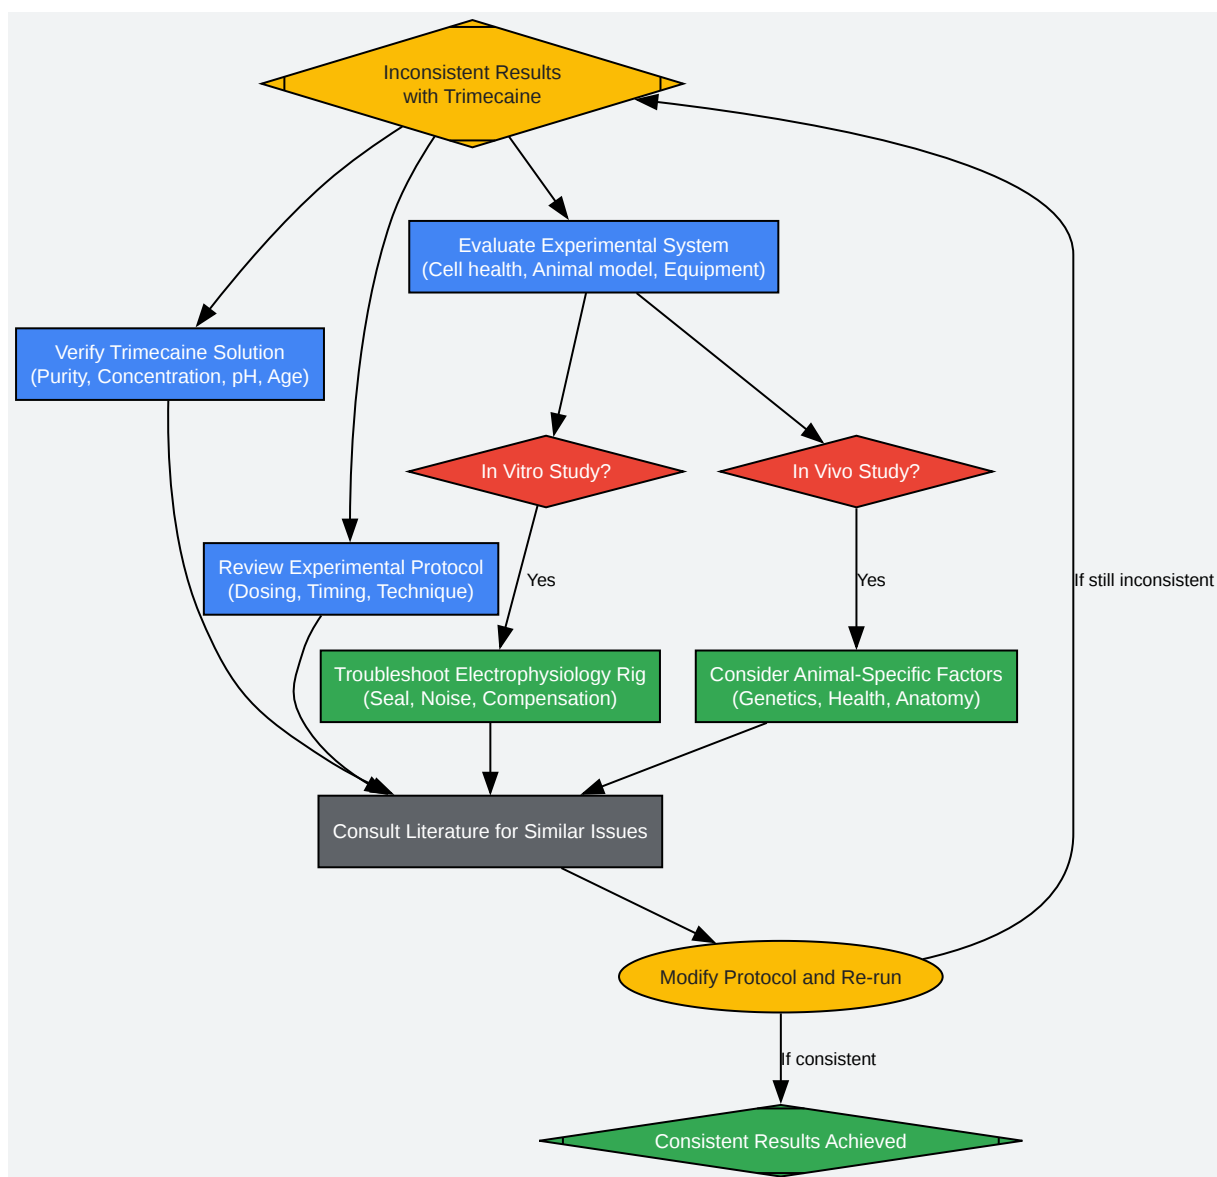 Inconsistent Results
with Trimecaine
Evaluate Experimental System
(Cell health, Animal model, Equipment)
Verify Trimecaine Solution
(Purity, Concentration, pH, Age)
In Vitro Study?
In Vivo Study?
Review Experimental Protocol
(Dosing, Timing, Technique)
Yes
Yes
If still inconsistent
Troubleshoot Electrophysiology Rig
(Seal, Noise, Compensation)
Consider Animal-Specific Factors
(Genetics, Health, Anatomy)
Consult Literature for Similar Issues
Modify Protocol and Re-run
If consistent
Consistent Results Achieved